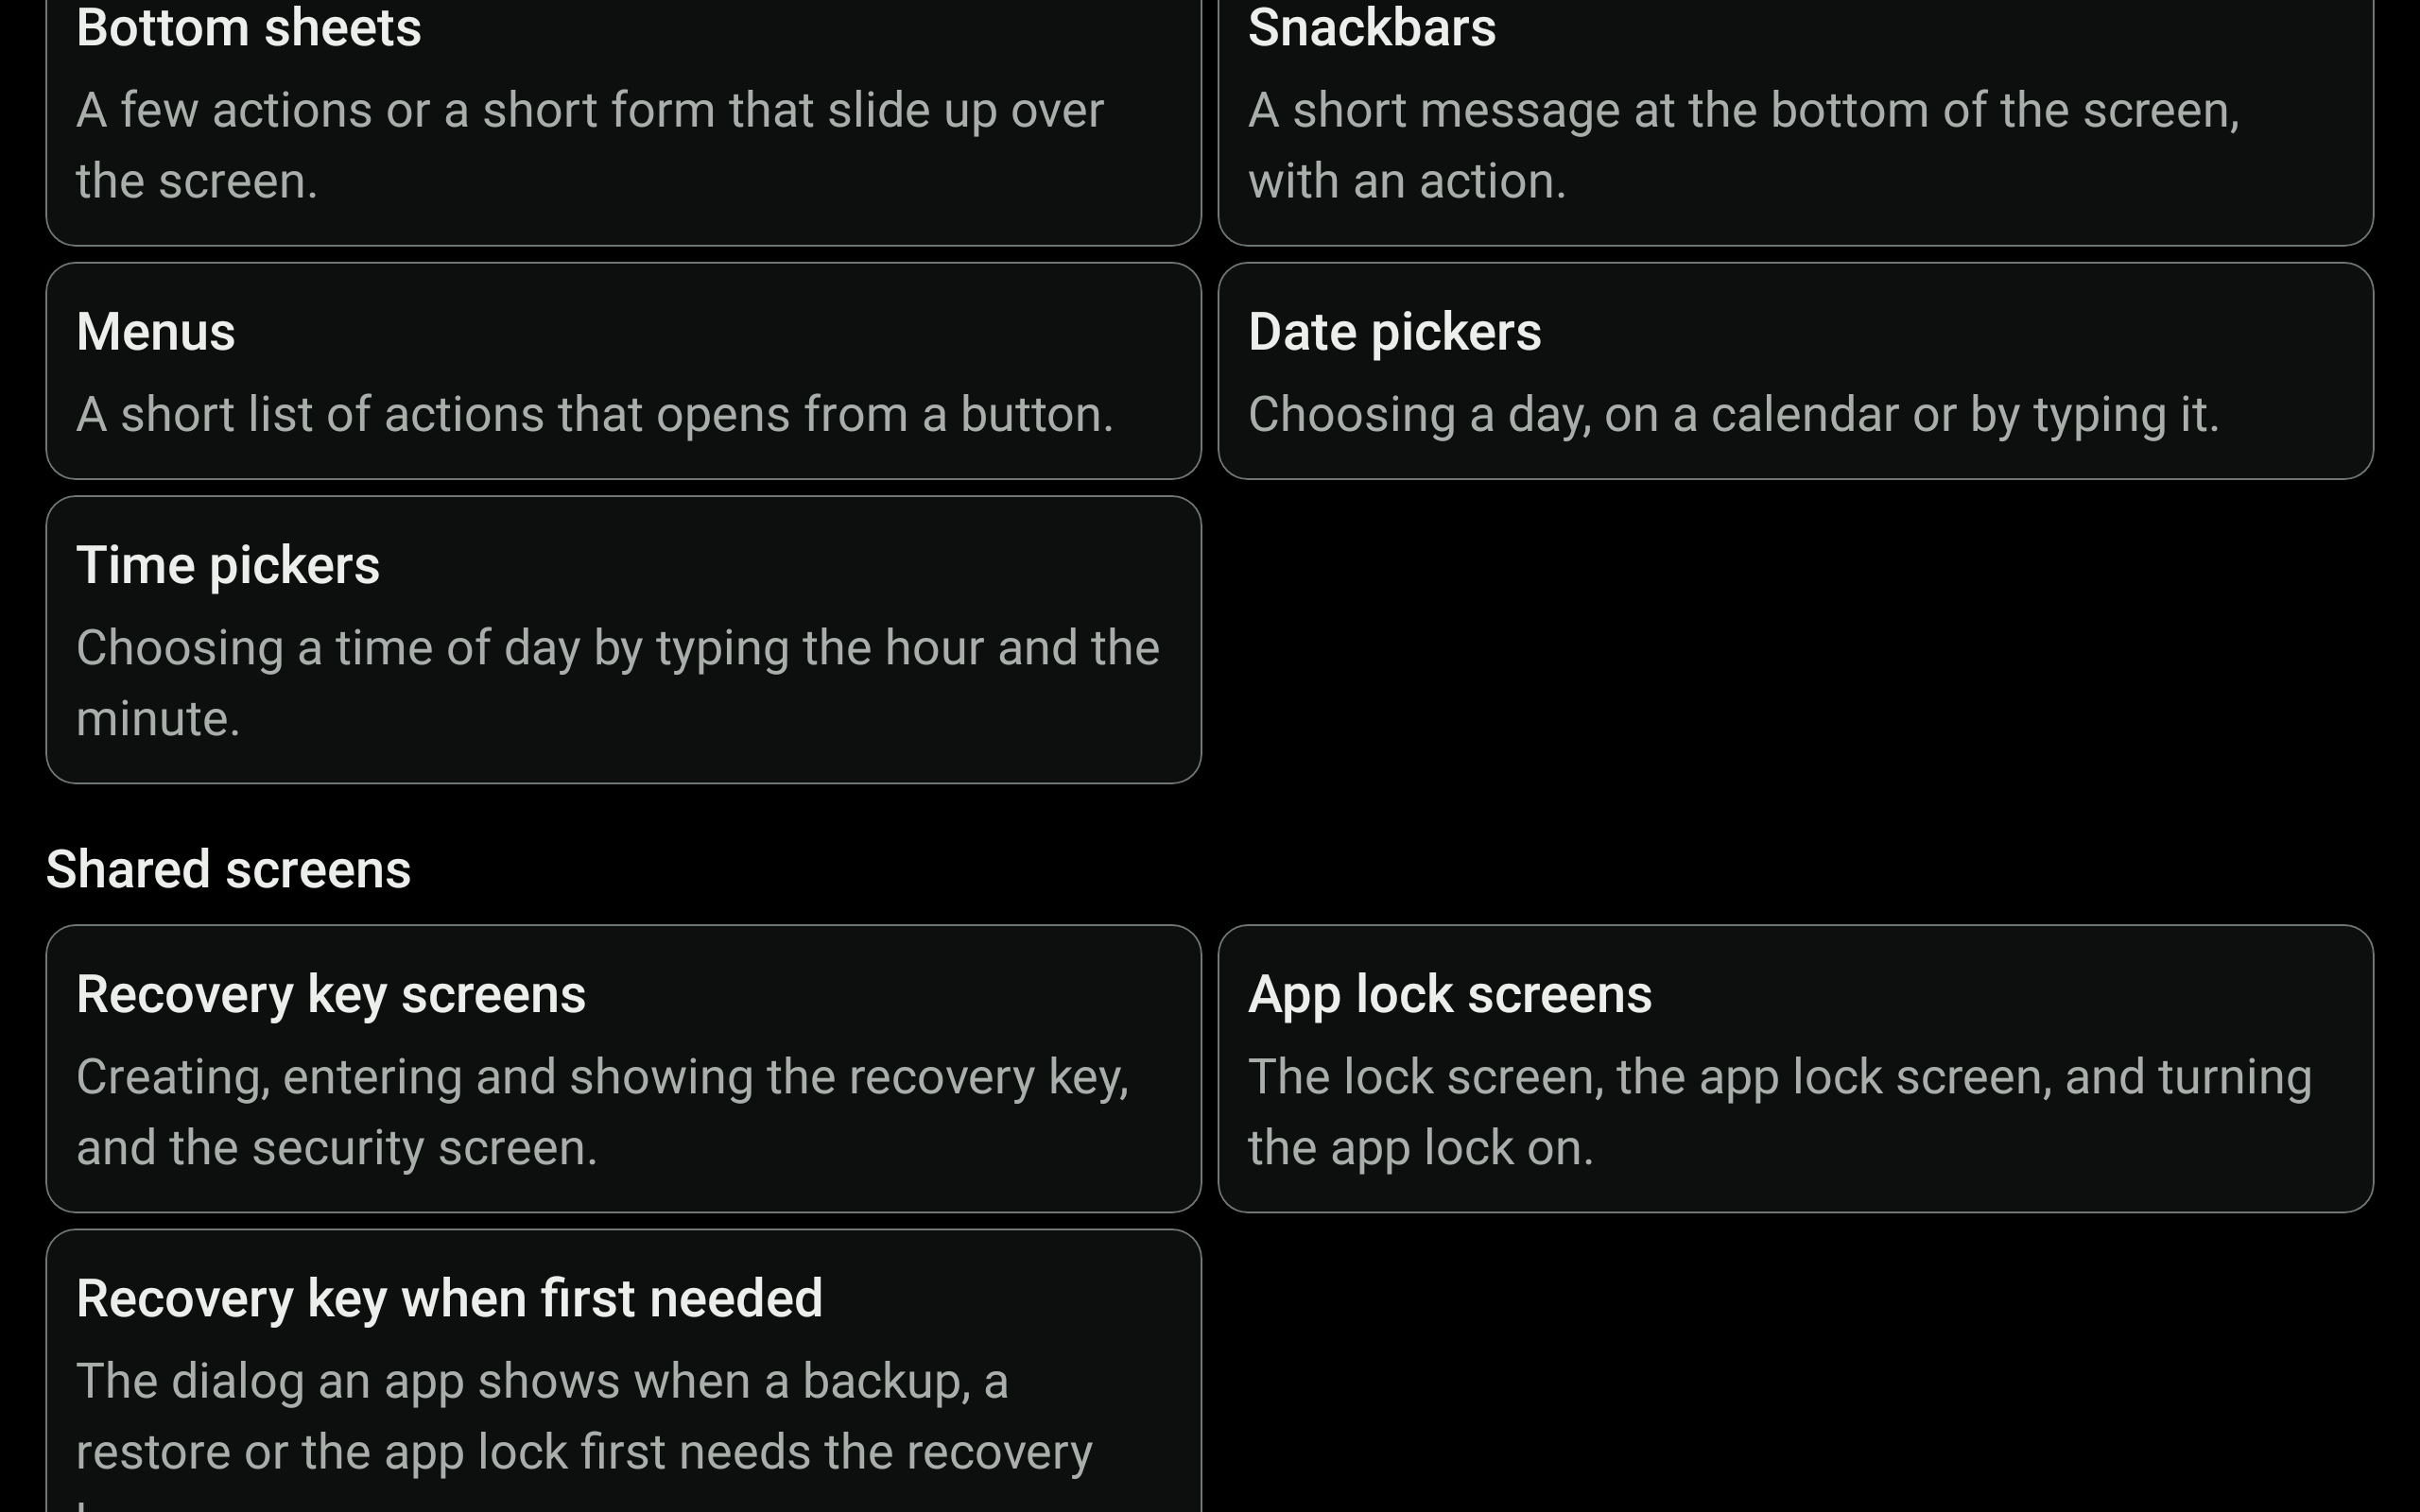 Bottom sheets
A few actions or a short form that slide up over
the screen.
Snackbars
A short message at the bottom of the screen,
with an action.
Menus
A short list of actions that opens from a button.
Date pickers
Choosing a day, on a calendar or by typing it.
Time pickers
Choosing a time of day by typing the hour and the
minute.
Shared screens
Recovery key screens
Creating, entering and showing the recovery key,
and the security screen.
App lock screens
The lock screen, the app lock screen, and turning
the app lock on.
Recovery key when first needed
The dialog an app shows when a backup, a
restore or the app lock first needs the recovery